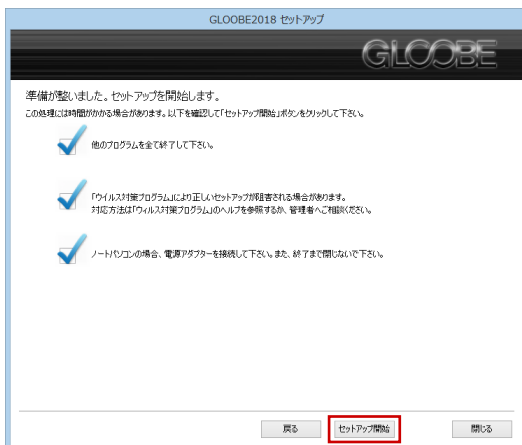 GLOOBE2018 セットアップ
GLOOBE
準備が整いました。セットアップを開始します。
この処理には時間がかかる場合があります。以下を確認して「セットアップ開始」ボタンをクリックして下さい。
他のプログラムを全て終了して下さい。
「ウイルス対策プログラム」により正しいセットアップが阻害される場合があります。
対応方法は「ウィルス対策プログラム」のヘルプを参照するか、管理者へご相談ください。
ノートパソコンの場合、電源アダプターを接続して下さい。また、終了まで閉じないで下さい。
戻る
セットアップ開始
閉じる